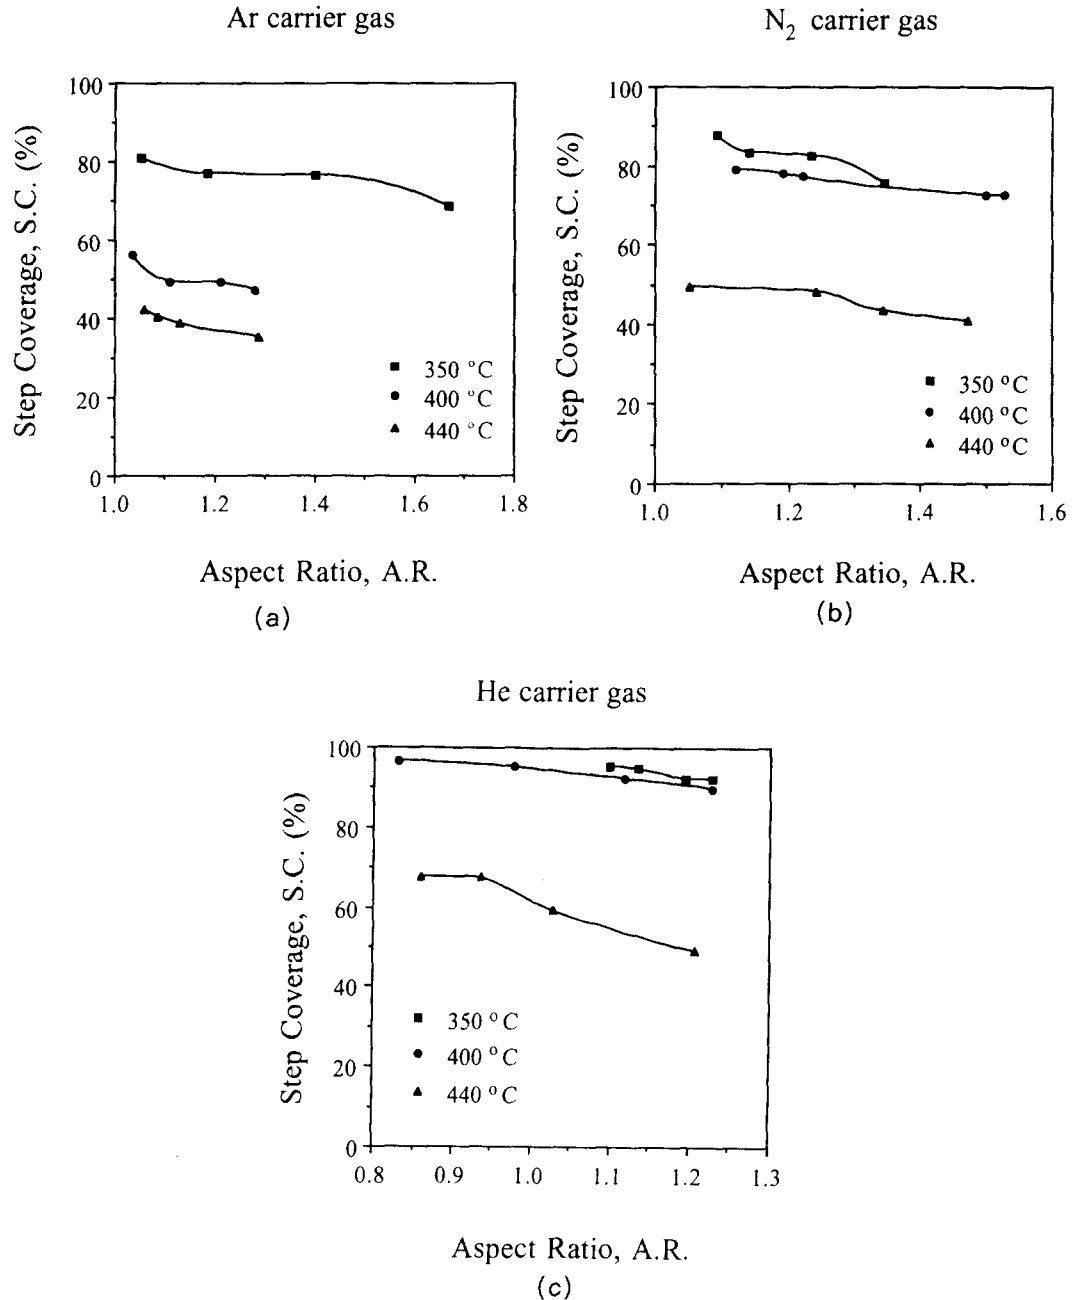 Ar carrier gas
Step Coverage, S.C. (%)
100
80
60
40
20
0
350 °C
400 °C
440 °C
1.0 1.2 1.4 1.6 1.8
Aspect Ratio, A.R.
(a)
N2 carrier gas
Step Coverage, S.C. (%)
100
80
60
40
20
0
350 °C
400 °C
440 °C
1.0 1.2 1.4 1.6
Aspect Ratio, A.R.
(b)
He carrier gas
Step Coverage, S.C. (%)
100
80
60
40
20
0
350 °C
400 °C
440 °C
0.8 0.9 1.0 1.1 1.2 1.3
Aspect Ratio, A.R.
(c)